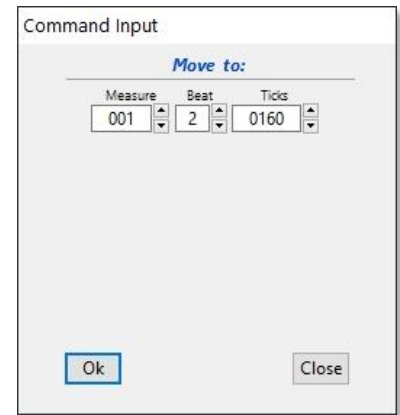 Command Input
Move to:
Measure Beat Ticks
001 2 0160
Ok Close